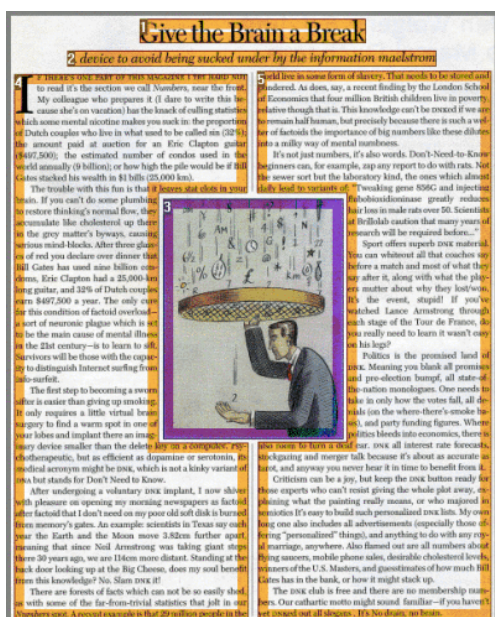 Give the Brain a Break
A device to avoid being sucked under by the information maelstrom
IF THERE'S ONE PART OF THIS MAGAZINE I TRY HARD NOT
to read it's the section we call Numbers, near the front.
My colleague who prepares it (I dare to write this be-
cause she's on vacation) has the knack of culling statistics
which some mental nicotine makes you suck in: the proportion
of Dutch couples who live in what used to be called sin (32%);
the amount paid at auction for an Eric Clapton guitar
($497,500); the estimated number of condoms used in the
world annually (9 billion); or how high the pile would be if Bill
Gates stacked his wealth in $1 bills (25,000 km).
The trouble with this fun is that it leaves stat clots in your
brain. If you can't do some plumbing
to restore thinking's normal flow, they
accumulate like cholesterol up there
in the grey matter's byways, causing
serious mind-blocks. After three glass-
es of red you declare over dinner that
Bill Gates has used nine billion con-
doms, Eric Clapton had a 25,000-km
long guitar, and 32% of Dutch couples
earn $497,500 a year. The only cure
for this condition of factoid overload—
a sort of neuronic plague which is set
to be the main cause of mental illness
in the 21st century—is to learn to sift.
Survivors will be those with the capac-
ity to distinguish Internet surfing from
info-surfeit.
The first step to becoming a sworn
sifter is easier than giving up smoking.
It only requires a little virtual brain
surgery to find a warm spot in one of
your lobes and implant there an imag-
inary device smaller than the delete key on a computer. Psy-
chotherapeutic, but as efficient as dopamine or serotonin, its
medical acronym might be DNK, which is not a kinky variant of
DNA but stands for Don't Need to Know.
After undergoing a voluntary DNK implant, I now shiver
with pleasure on opening my morning newspapers as factoid
after factoid that I don't need on my poor old soft disk is burned
from memory's gates. An example: scientists in Texas say each
year the Earth and the Moon move 3.82cm further apart,
meaning that since Neil Armstrong was taking giant steps
there 30 years ago, we are 114cm more distant. Standing at the
back door looking up at the Big Cheese, does my soul benefit
from this knowledge? No. Slam DNK it!
There are forests of facts which can not be so easily shed,
as with some of the far-from-trivial statistics that jolt in our
Numbers spot. A recent example is that 29 million people in the
world live in some form of slavery. That needs to be stored and
pondered. As does, say, a recent finding by the London School
of Economics that four million British children live in poverty,
relative though that is. This knowledge can't be DNKed if we are
to remain half human, but precisely because there is such a wel-
ter of factoids the importance of big numbers like these dilutes
into a milky way of mental numbness.
It's not just numbers, it's also words. Don't-Need-to-Know
beginners can, for example, zap any report to do with rats. Not
the sewer sort but the laboratory kind, the ones which almost
daily lead to variants of: "Tweaking gene 856G and injecting
flubobioxidioninase greatly reduces
hair loss in male rats over 50. Scientists
at Brillolab caution that many years of
research will be required before..."
Sport offers superb DNK material.
You can whiteout all that coaches say
before a match and most of what they
say after it, along with what the play-
ers mutter about why they lost/won.
It's the event, stupid! If you've
watched Lance Armstrong through
each stage of the Tour de France, do
you really need to learn it wasn't easy
on his legs?
Politics is the promised land of
DNK. Meaning you blank all promises
and pre-election bumpf, all state-of-
the-nation monologues. One needs to
take in only how the votes fall, all de-
nials (on the where-there's-smoke ba-
sis), and party funding figures. Where
politics bleeds into economics, there is
also room to turn a deaf ear. DNK all interest rate forecasts,
stockgazing and merger talk because it's about as accurate as
tarot, and anyway you never hear it in time to benefit from it.
Criticism can be a joy, but keep the DNK button ready for
those experts who can't resist giving the whole plot away, ex-
plaining what the painting really means, or who majored in
semiotics It's easy to build such personalized DNK lists. My own
long one also includes all advertisements (especially those of-
fering "personalized" things), and anything to do with any roy-
al marriage, anywhere. Also flamed out are all numbers about
flying saucers, mobile phone sales, desirable cholesterol levels,
winners of the U.S. Masters, and guestimates of how much Bill
Gates has in the bank, or how it might stack up.
The DNK club is free and there are no membership num-
bers. Our cathartic motto might sound familiar—if you haven't
yet DNKed out all slogans. It's No drain, no brain.